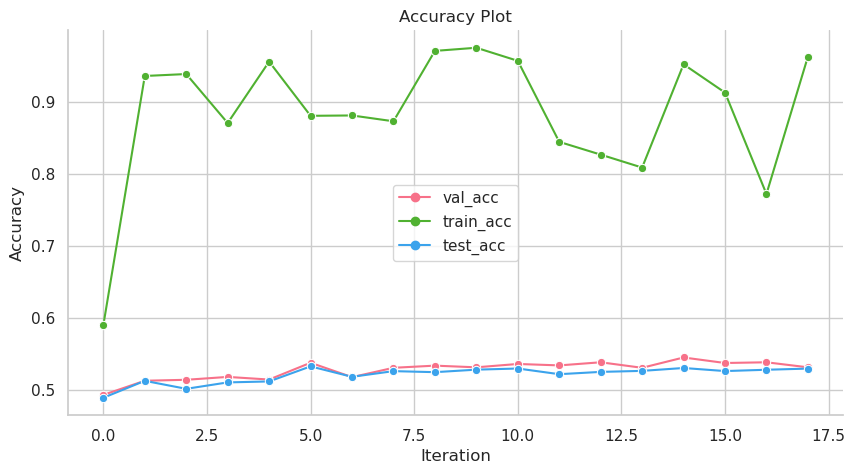 Accuracy Plot
Accuracy
0.9
0.8
0.7
0.6
0.5
val_acc
train_acc
test_acc
0.0 2.5 5.0 7.5 10.0 12.5 15.0 17.5
Iteration